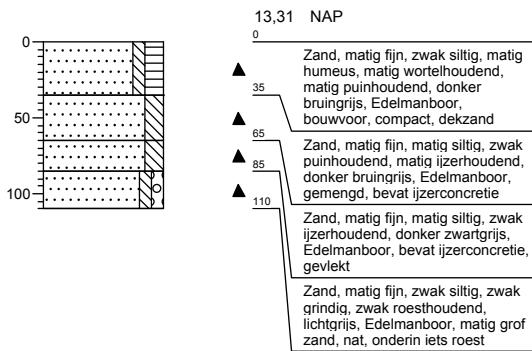 13,31 NAP
0
0
Zand, matig fijn, zwak siltig, matig
humeus, matig wortelhoudend,
matig puinhoudend, donker
bruingrijs, Edelmanboor,
bouwvoor, compact, dekzand
35
50
65
Zand, matig fijn, matig siltig, zwak
puinhoudend, matig ijzerhoudend,
donker bruingrijs, Edelmanboor,
gemengd, bevat ijzerconcretie
85
100
110
Zand, matig fijn, matig siltig, zwak
ijzerhoudend, donker zwartgrijs,
Edelmanboor, bevat ijzerconcretie,
gevlekt
Zand, matig fijn, zwak siltig, zwak
grindig, zwak roesthoudend,
lichtgrijs, Edelmanboor, matig grof
zand, nat, onderin iets roest